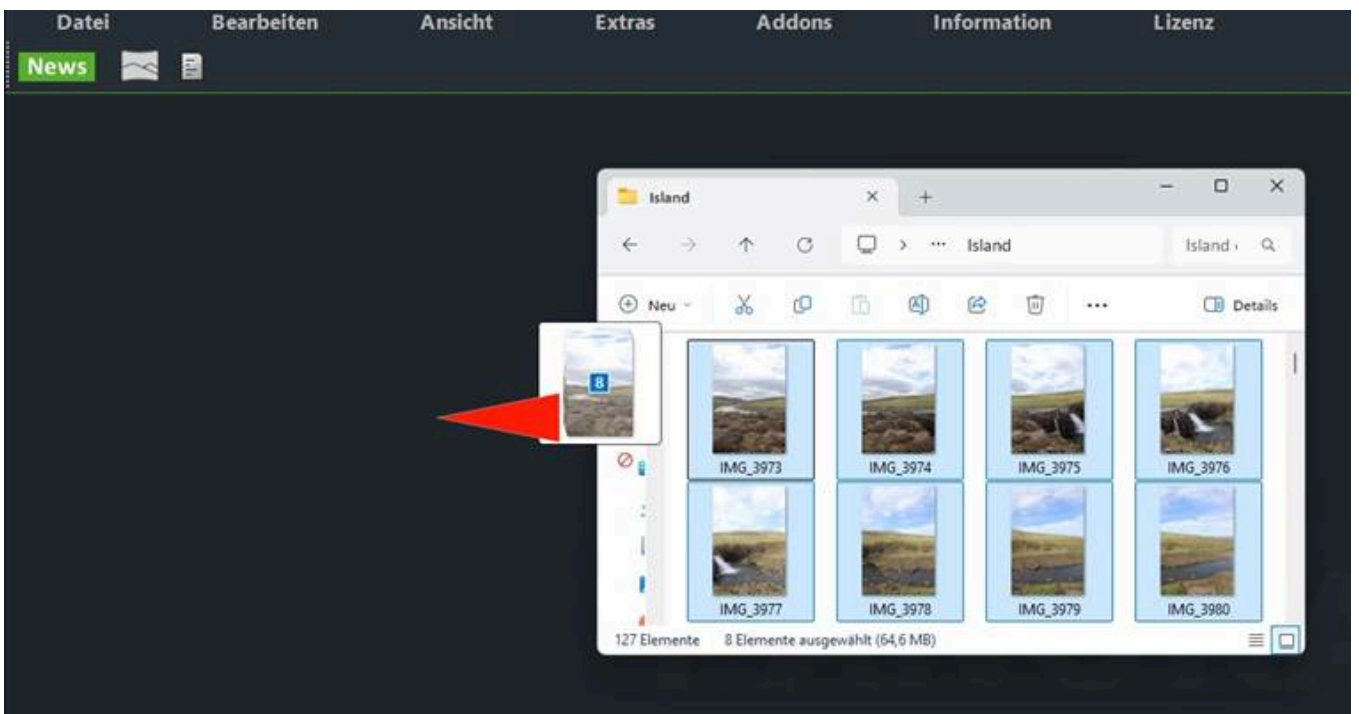 Datei Bearbeiten Ansicht Extras Addons Information Lizenz
News
Island
Island Island
Neu Details
8
IMG_3973 IMG_3974 IMG_3975 IMG_3976
IMG_3977 IMG_3978 IMG_3979 IMG_3980
127 Elemente 8 Elemente ausgewählt (64,6 MB)